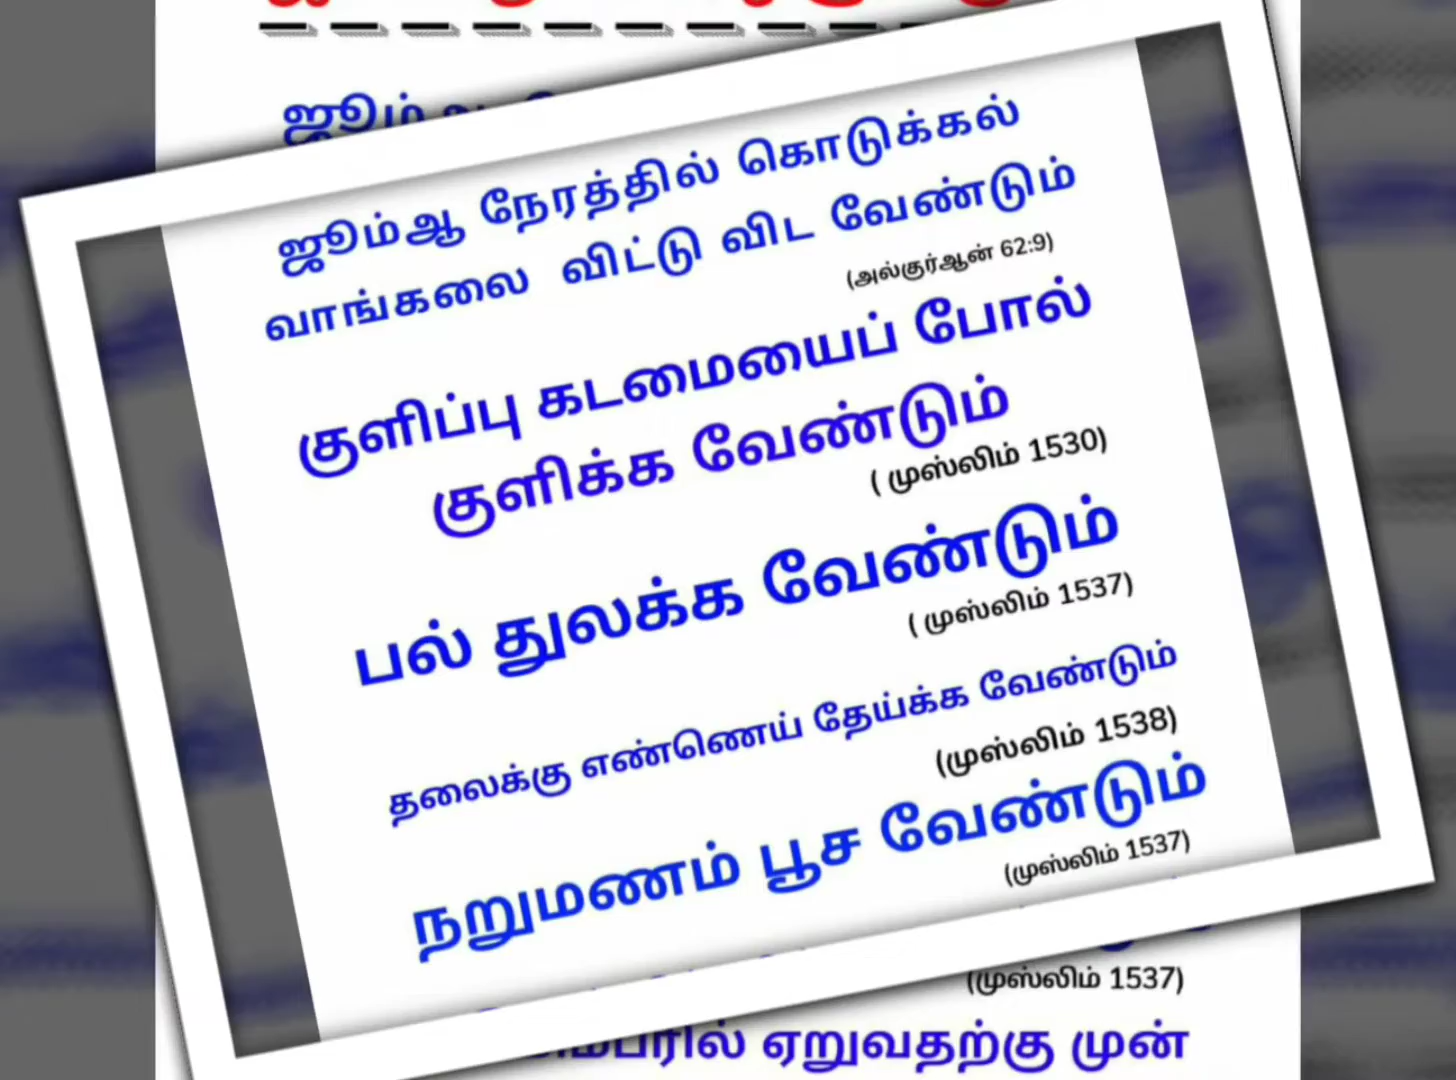 ஜூம்ஆ நேரத்தில் கொடுக்கல்
வாங்கலை விட்டு விட வேண்டும்
(அல்குர்ஆன் 62:9)
குளிப்பு கடமையைப் போல்
குளிக்க வேண்டும்
( முஸ்லிம் 1530)
பல் துலக்க வேண்டும்
( முஸ்லிம் 1537)
தலைக்கு எண்ணெய் தேய்க்க வேண்டும்
(முஸ்லிம் 1538)
நறுமணம் பூச வேண்டும்
(முஸ்லிம் 1537)
(முஸ்லிம் 1537)
ஏறுவதற்கு முன்